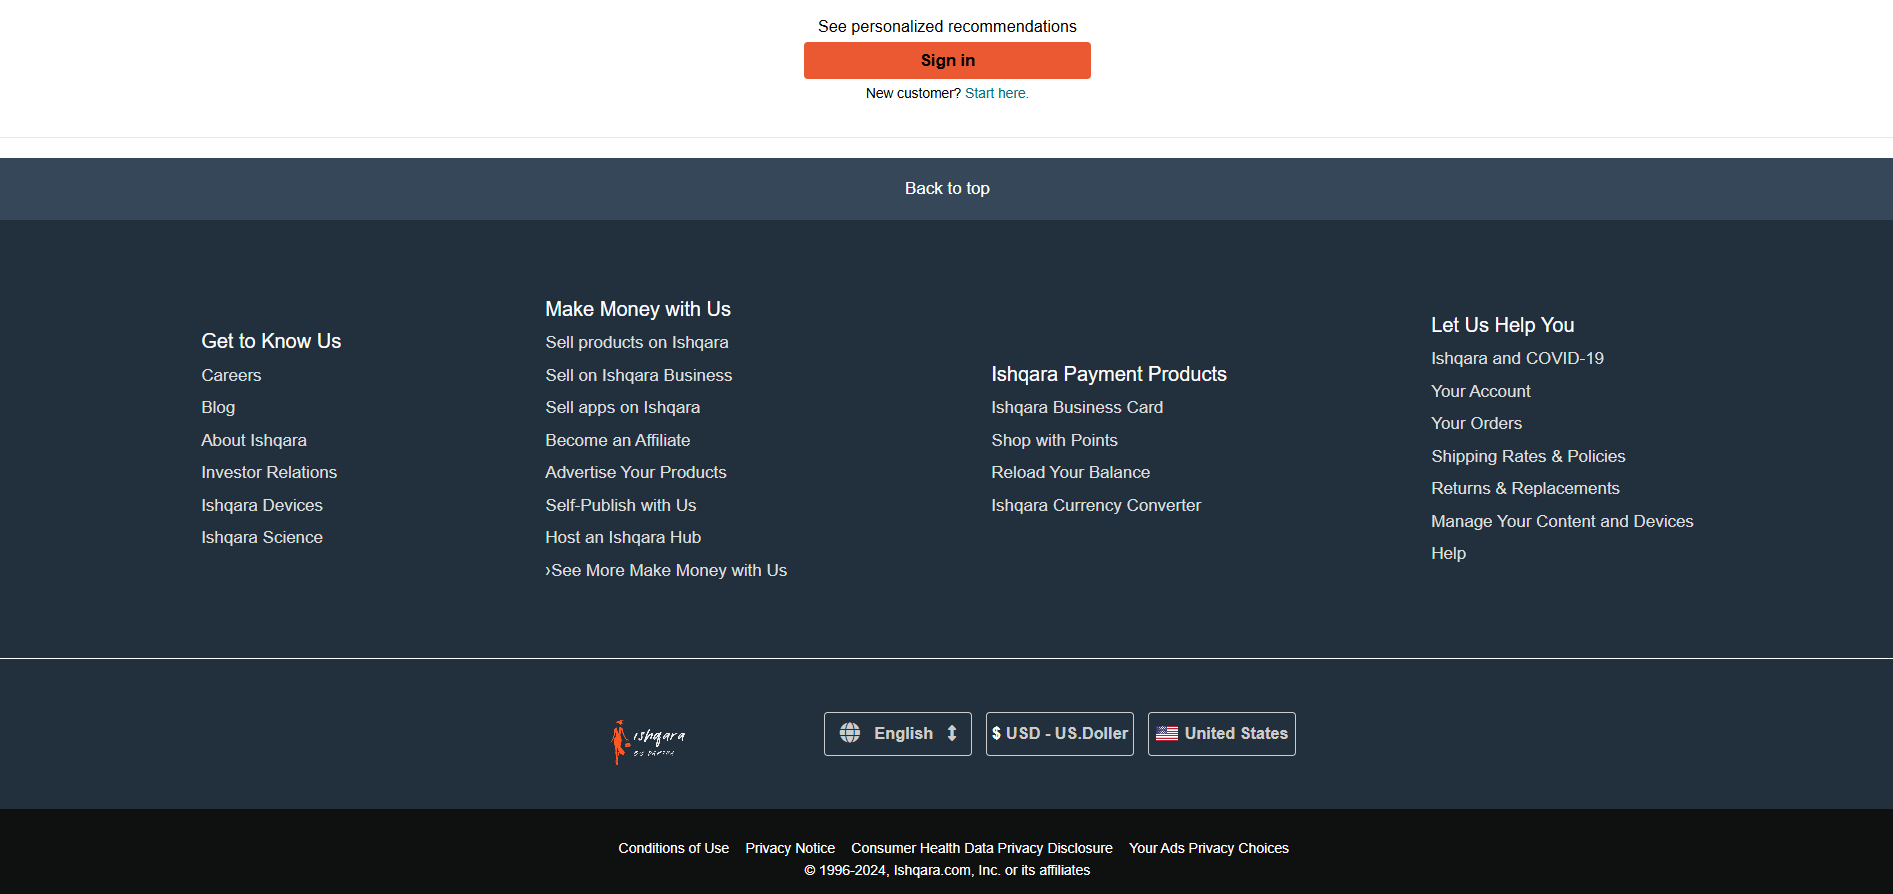 See personalized recommendations
Sign in
New customer? Start here.
Back to top
Get to Know Us
Careers
Blog
About Ishqara
Investor Relations
Ishqara Devices
Ishqara Science
Make Money with Us
Sell products on Ishqara
Sell on Ishqara Business
Sell apps on Ishqara
Become an Affiliate
Advertise Your Products
Self-Publish with Us
Host an Ishqara Hub
›See More Make Money with Us
Ishqara Payment Products
Ishqara Business Card
Shop with Points
Reload Your Balance
Ishqara Currency Converter
Let Us Help You
Ishqara and COVID-19
Your Account
Your Orders
Shipping Rates & Policies
Returns & Replacements
Manage Your Content and Devices
Help
ishqara
English
$ USD - US.Doller
United States
Conditions of Use Privacy Notice Consumer Health Data Privacy Disclosure Your Ads Privacy Choices
© 1996-2024, Ishqara.com, Inc. or its affiliates